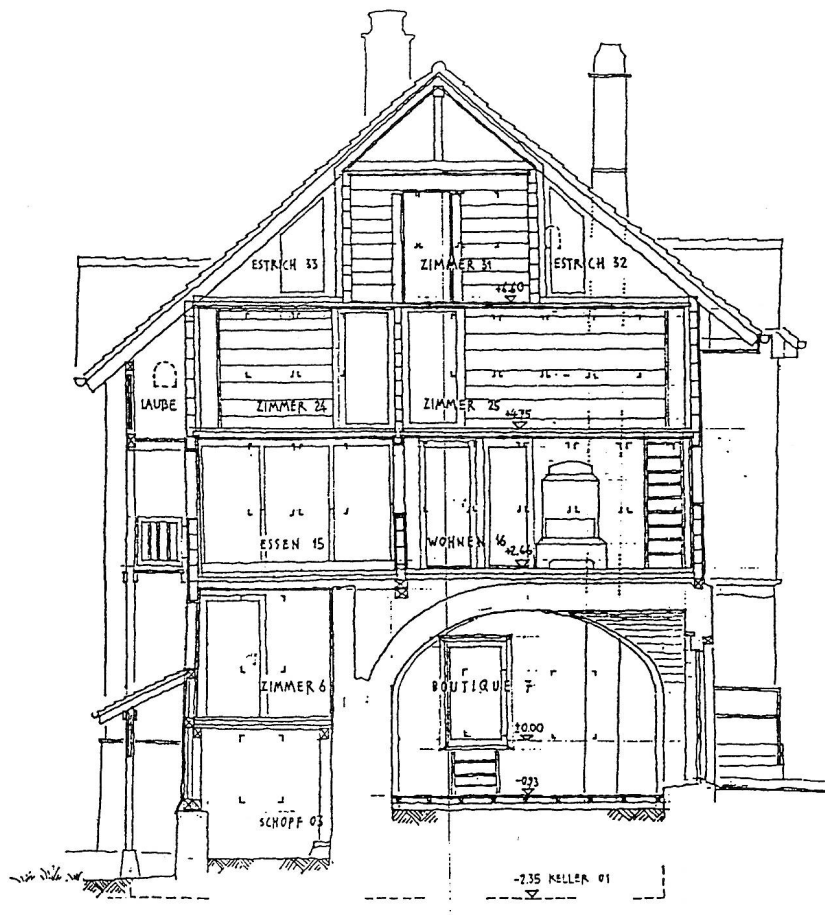 ESTRICH 33
ZIMMER 31
ESTRICH 32
+6.60
LAUBE
ZIMMER 24
ZIMMER 25
+4.75
ESSEN 15
WOHNEN 16
+2.66
ZIMMER 6
BOUTIQUE 7
±0.00
-0.93
SCHOPF 03
-2.35 KELLER 01